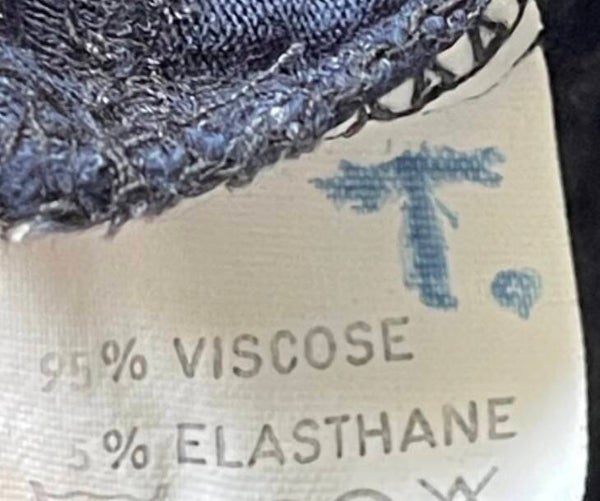 T.
95% VISCOSE
5% ELASTHANE